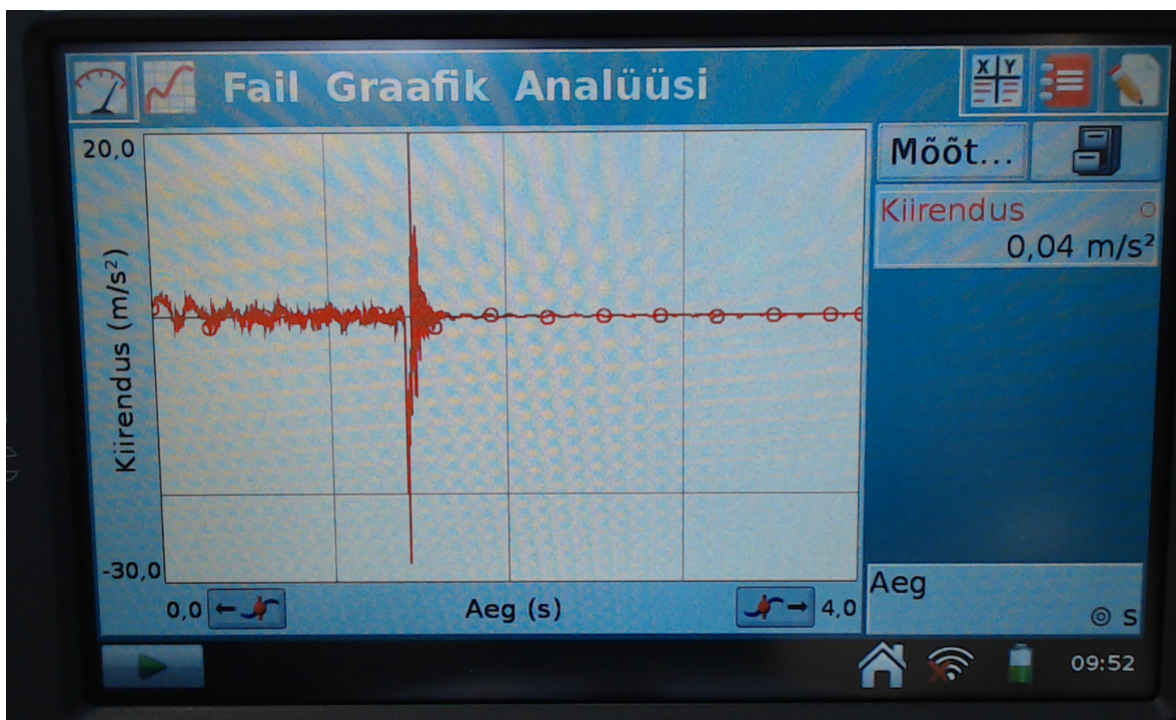 Fail Graafik Analüüsi
X Y
20,0
Mõõt...
Kiirendus
0,04 m/s²
Kiirendus (m/s²)
-30,0
0,0
Aeg (s)
4,0
Aeg
s
09:52